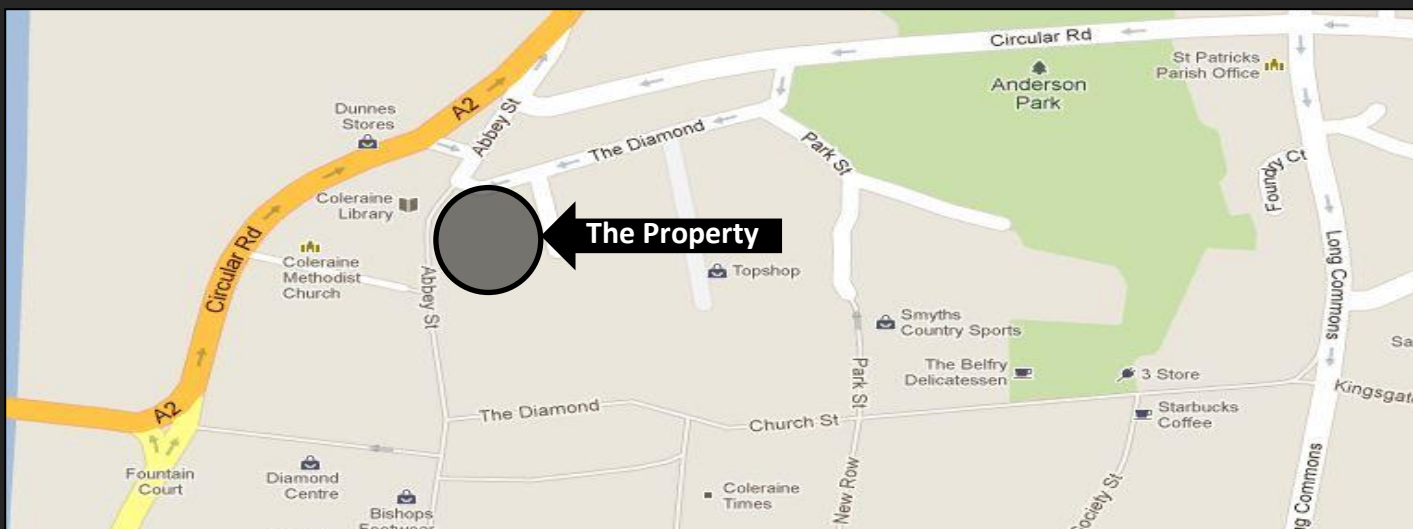 Circular Rd
St Patricks
Parish Office
Anderson
Park
A2
Abbey St
Dunnes
Stores
The Diamond
Park St
Foundry Ct
Coleraine
Library
The Property
Circular Rd
Coleraine
Methodist
Church
Abbey St
Topshop
Long Commons
Smyths
Country Sports
The Belfry
Delicatessen
3 Store
Park St
Kingsgat
A2
The Diamond
Church St
Starbucks
Coffee
Fountain
Court
Diamond
Centre
Bishops
Footwear
Coleraine
Times
New Row
Society St
ng Commons
Sa